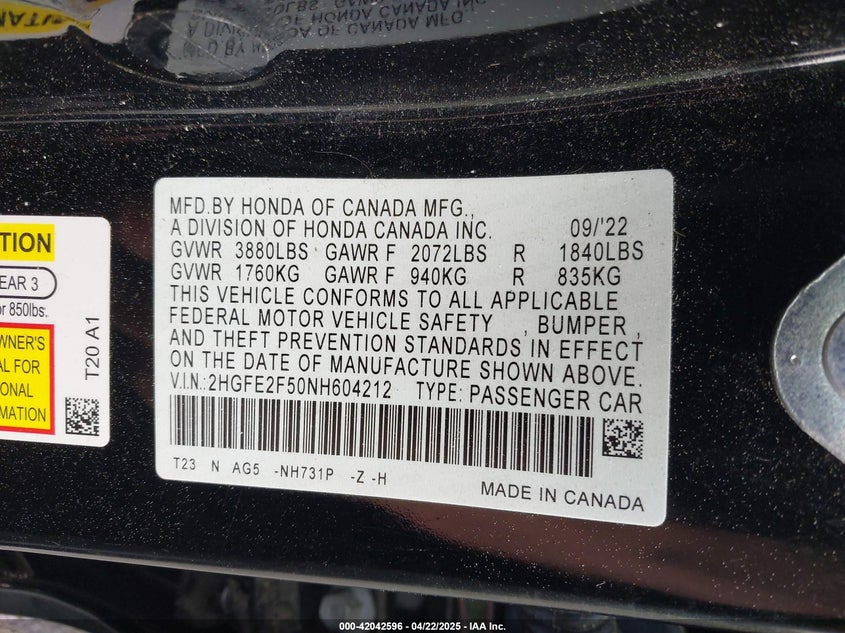 MFD.BY HONDA OF CANADA MFG.,
A DIVISION OF HONDA CANADA INC. 09/'22
GVWR 3880LBS GAWR F 2072LBS R 1840LBS
GVWR 1760KG GAWR F 940KG R 835KG
THIS VEHICLE CONFORMS TO ALL APPLICABLE
FEDERAL MOTOR VEHICLE SAFETY , BUMPER ,
AND THEFT PREVENTION STANDARDS IN EFFECT
ON THE DATE OF MANUFACTURE SHOWN ABOVE.
V.I.N.:2HGFE2F50NH604212 TYPE: PASSENGER CAR
T23 N AG5 -NH731P -Z -H
MADE IN CANADA
TION
EAR 3
or 850lbs.
WNER'S
AL FOR
ONAL
MATION
T20 A1
000-42042596 - 04/22/2025 - IAA Inc.